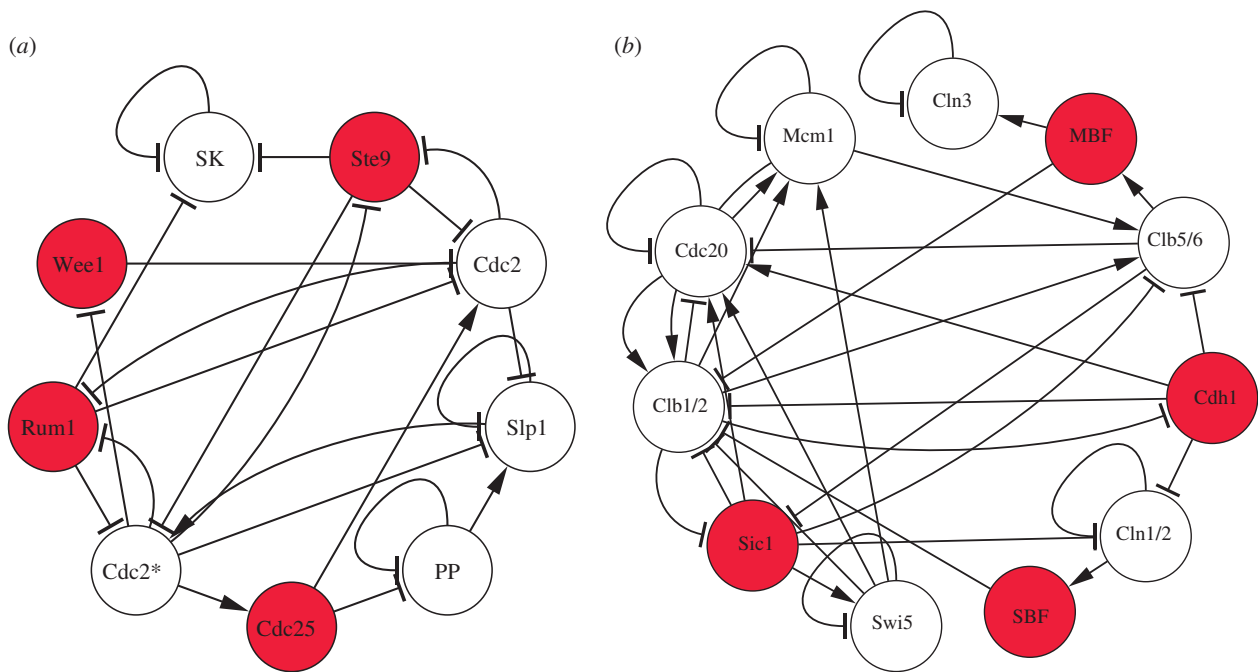 (a)
SK
Ste9
Wee1
Cdc2
Rum1
Slp1
Cdc2*
PP
Cdc25
(b)
Cln3
Mcm1
MBF
Cdc20
Clb5/6
Clb1/2
Cdh1
Sic1
Cln1/2
Swi5
SBF